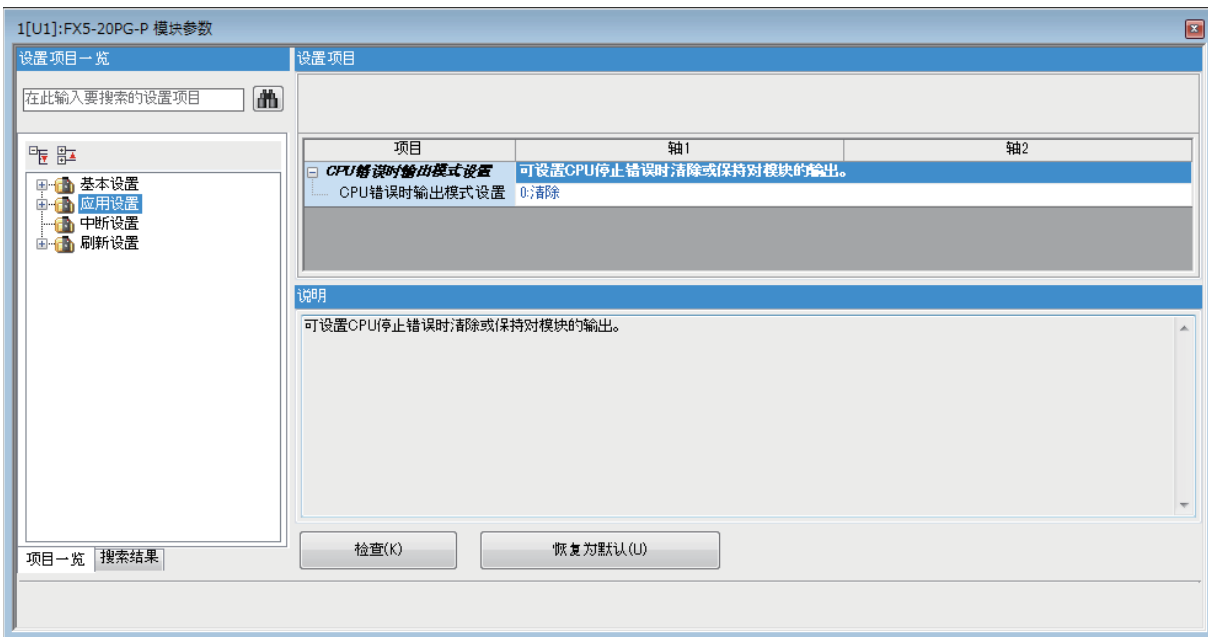 1[U1]:FX5-20PG-P 模块参数
设置项目一览
在此输入要搜索的设置项目
基本设置
应用设置
中断设置
刷新设置
项目一览 搜索结果
设置项目
项目 轴1 轴2
CPU错误时输出模式设置 可设置CPU停止错误时清除或保持对模块的输出。
CPU错误时输出模式设置 0:清除
说明
可设置CPU停止错误时清除或保持对模块的输出。
检查(K) 恢复为默认(U)